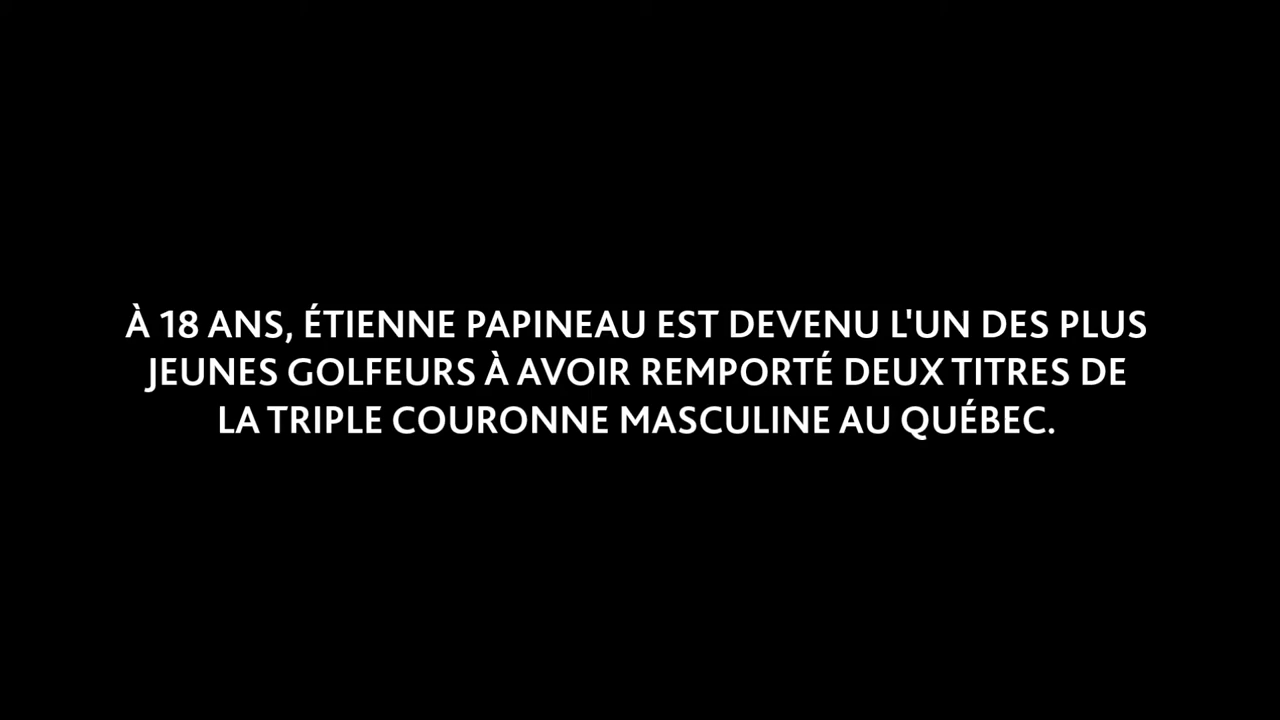 À 18 ANS, ÉTIENNE PAPINEAU EST DEVENU L'UN DES PLUS
JEUNES GOLFEURS À AVOIR REMPORTÉ DEUX TITRES DE
LA TRIPLE COURONNE MASCULINE AU QUÉBEC.